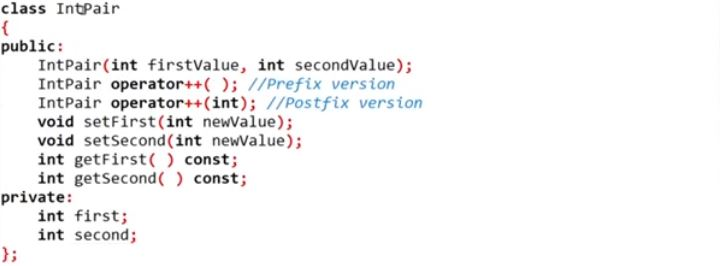 class IntPair
{
public:
    IntPair(int firstValue, int secondValue);
    IntPair operator++( ); //Prefix version
    IntPair operator++(int); //Postfix version
    void setFirst(int newValue);
    void setSecond(int newValue);
    int getFirst( ) const;
    int getSecond( ) const;
private:
    int first;
    int second;
};